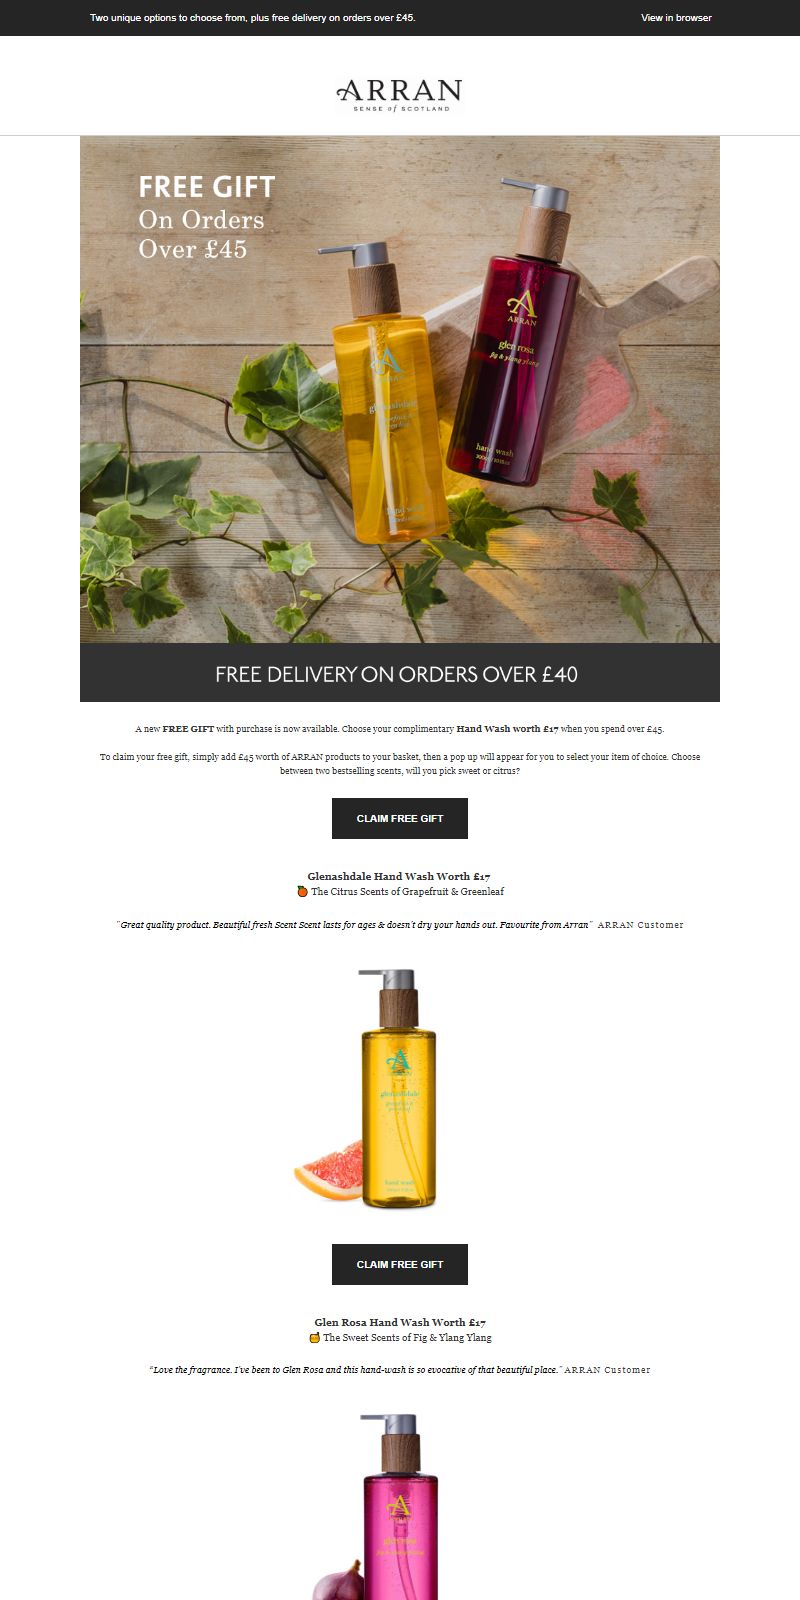 Two unique options to choose from, plus free delivery on orders over £45.
View in browser
ARRAN
SENSE of SCOTLAND
FREE GIFT
On Orders
Over £45
A
ARRAN
glen rosa
fig & ylang ylang
hand wash
FREE DELIVERY ON ORDERS OVER £40
A new FREE GIFT with purchase is now available. Choose your complimentary Hand Wash worth £17 when you spend over £45.
To claim your free gift, simply add £45 worth of ARRAN products to your basket, then a pop up will appear for you to select your item of choice. Choose
between two bestselling scents, will you pick sweet or citrus?
CLAIM FREE GIFT
Glenashdale Hand Wash Worth £17
🍊 The Citrus Scents of Grapefruit & Greenleaf
"Great quality product. Beautiful fresh Scent Scent lasts for ages & doesn't dry your hands out. Favourite from Arran" ARRAN Customer
glenashdale
hand wash
CLAIM FREE GIFT
Glen Rosa Hand Wash Worth £17
🍯 The Sweet Scents of Fig & Ylang Ylang
"Love the fragrance. I've been to Glen Rosa and this hand-wash is so evocative of that beautiful place." ARRAN Customer
A
glen rosa
fig & ylang ylang